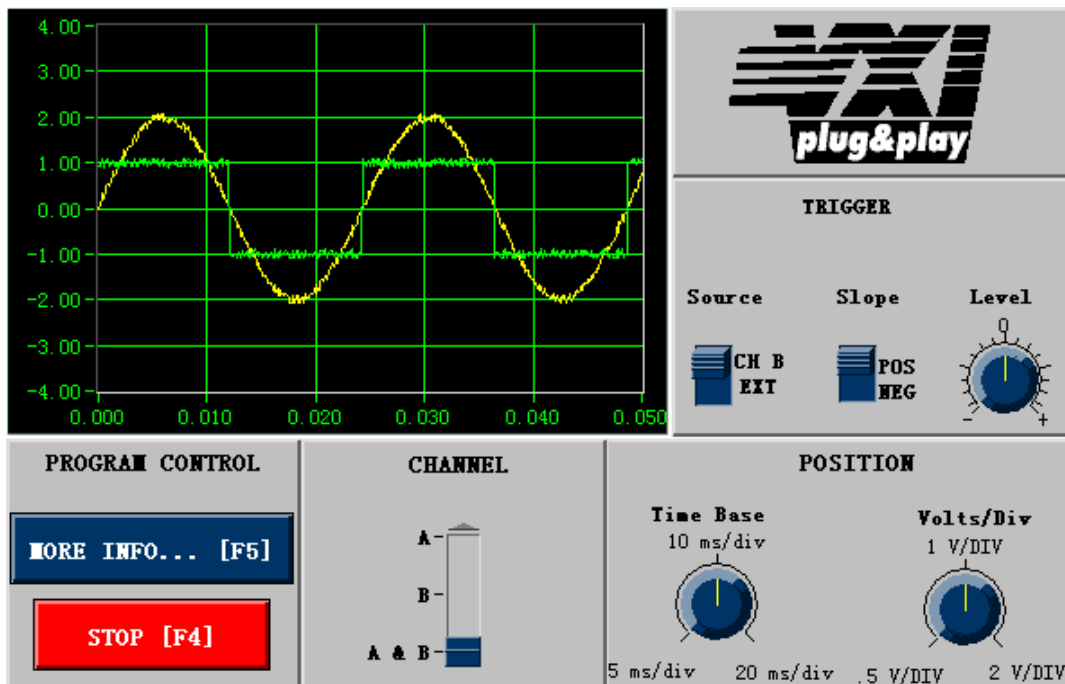 4.00
3.00
2.00
1.00
0.00
-1.00
-2.00
-3.00
-4.00
0.000 0.010 0.020 0.030 0.040 0.050
VXI
plug&play
TRIGGER
Source Slope Level
0
CH B
EXT
POS
NEG
- +
PROGRAM CONTROL
MORE INFO... [F5]
STOP [F4]
CHANNEL
A
B
A & B
POSITION
Time Base
10 ms/div
5 ms/div 20 ms/div
Volts/Div
1 V/DIV
.5 V/DIV 2 V/DIV